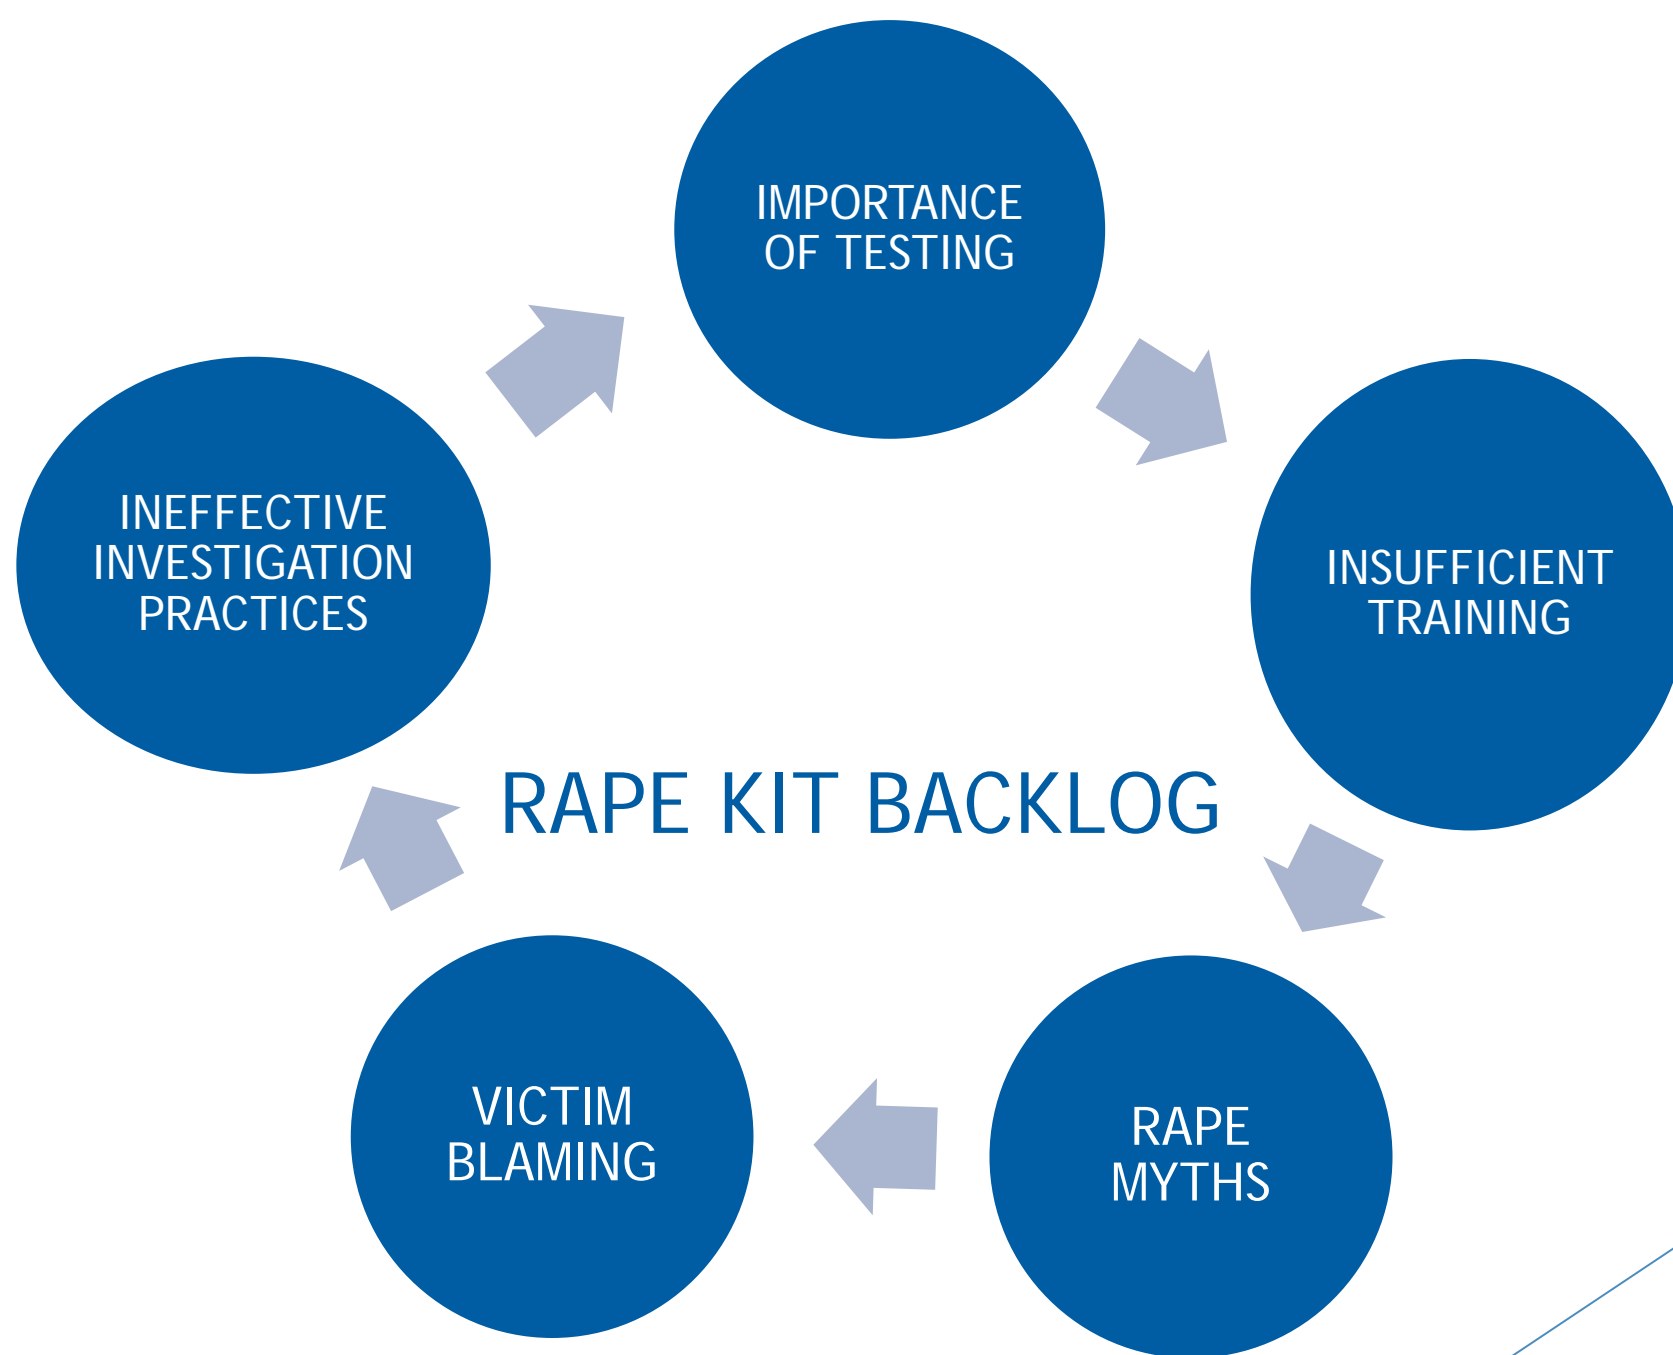 IMPORTANCE
OF TESTING
INSUFFICIENT
TRAINING
RAPE
MYTHS
VICTIM
BLAMING
INEFFECTIVE
INVESTIGATION
PRACTICES
RAPE KIT BACKLOG